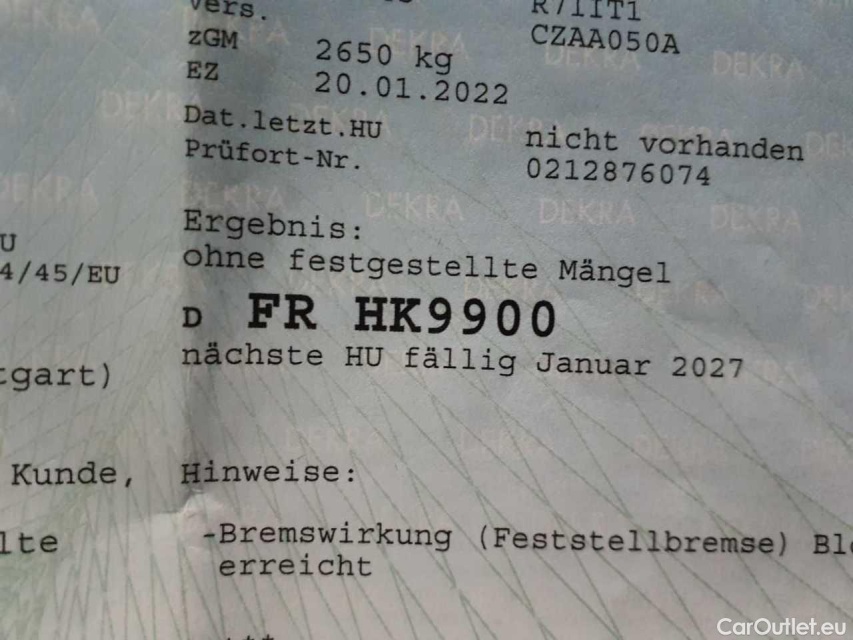 vers.
R71IT1
zGM 2650 kg CZAA050A
EZ 20.01.2022
Dat.letzt.HU nicht vorhanden
Prüfort-Nr. 0212876074
Ergebnis:
U
ohne festgestellte Mängel
4/45/EU
D FR HK9900
nächste HU fällig Januar 2027
tgart)
Kunde, Hinweise:
lte -Bremswirkung (Feststellbremse) Blo
erreicht
***
DEKRA
CarOutlet.eu